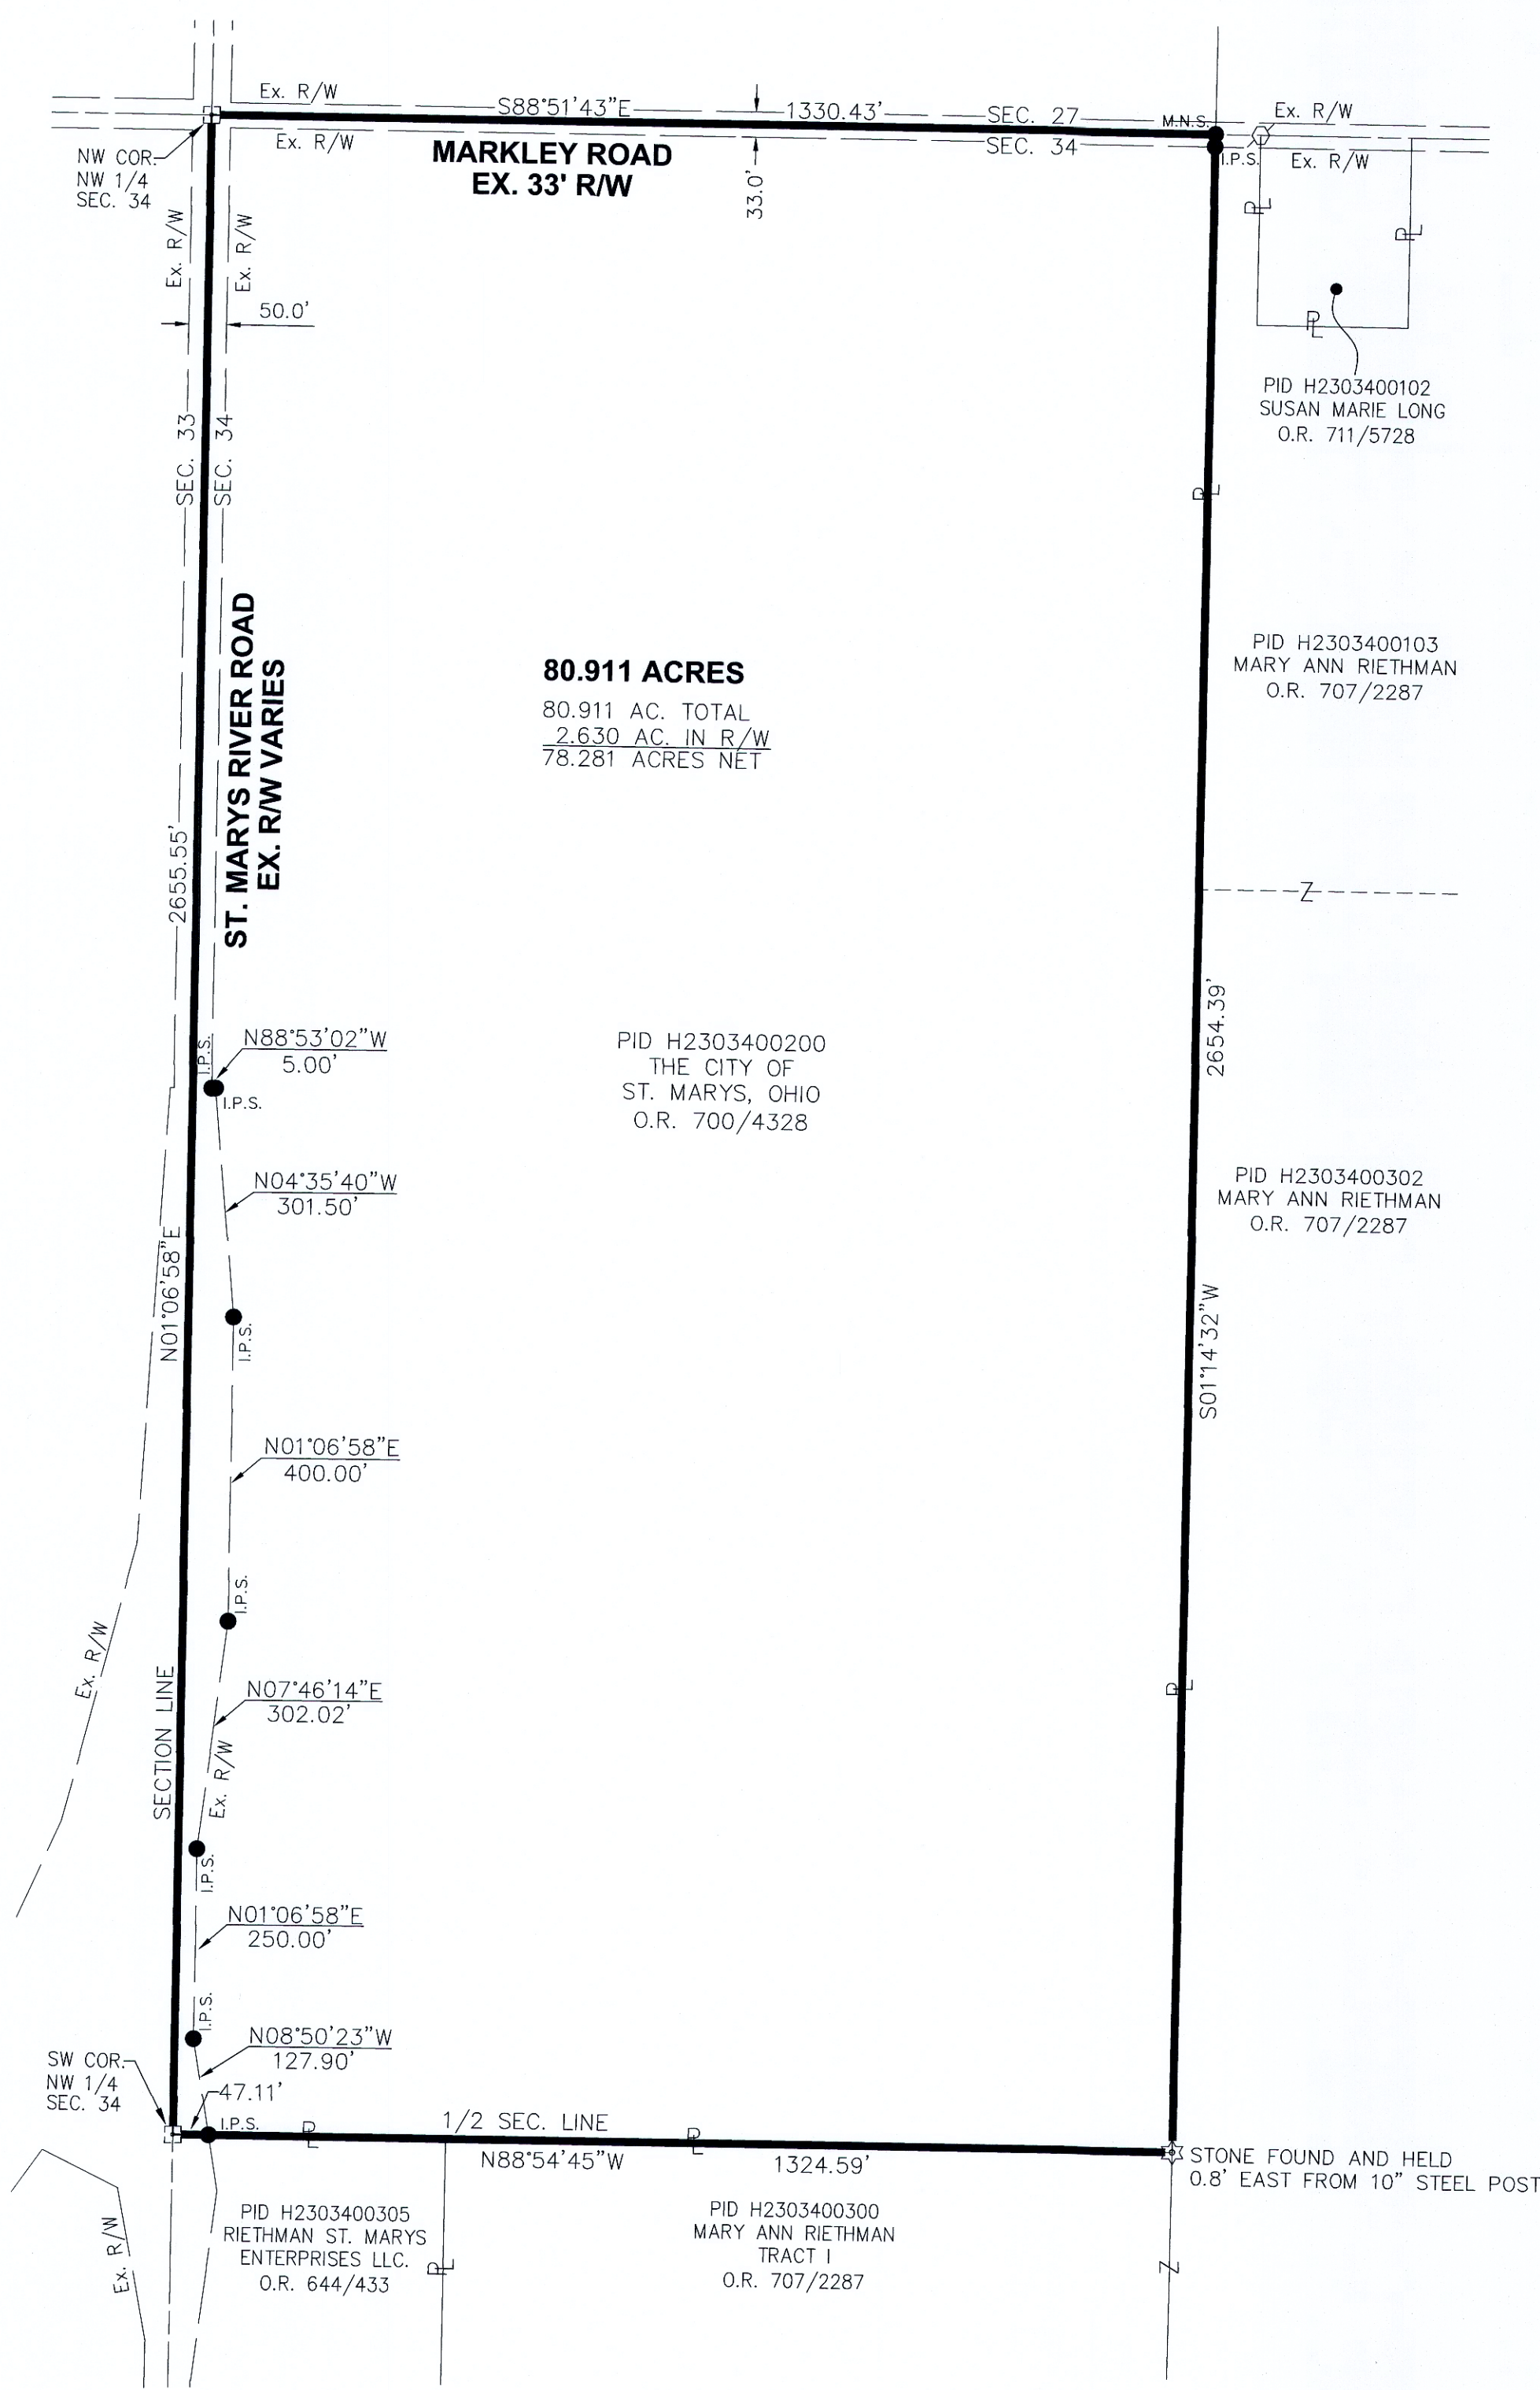 Ex. R/W
S88°51'43"E
1330.43'
SEC. 27
M.N.S.
Ex. R/W
Ex. R/W
MARKLEY ROAD
EX. 33' R/W
33.0'
SEC. 34
I.P.S.
Ex. R/W
NW COR.
NW 1/4
SEC. 34
Ex. R/W
Ex. R/W
50.0'
PL
PL
PL
PID H2303400102
SUSAN MARIE LONG
O.R. 711/5728
SEC. 33
SEC. 34
PL
ST. MARYS RIVER ROAD
EX. R/W VARIES
80.911 ACRES
80.911 AC. TOTAL
2.630 AC. IN R/W
78.281 ACRES NET
PID H2303400103
MARY ANN RIETHMAN
O.R. 707/2287
2655.55'
Z
2654.39'
I.P.S.
N88°53'02"W
5.00'
I.P.S.
PID H2303400200
THE CITY OF
ST. MARYS, OHIO
O.R. 700/4328
N04°35'40"W
301.50'
PID H2303400302
MARY ANN RIETHMAN
O.R. 707/2287
N01°06'58"E
I.P.S.
S01°14'32"W
N01°06'58"E
400.00'
I.P.S.
Ex. R/W
SECTION LINE
N07°46'14"E
302.02'
PL
Ex. R/W
I.P.S.
N01°06'58"E
250.00'
I.P.S.
N08°50'23"W
127.90'
SW COR.
NW 1/4
SEC. 34
47.11'
I.P.S.
PL
1/2 SEC. LINE
PL
N88°54'45"W
1324.59'
STONE FOUND AND HELD
0.8' EAST FROM 10" STEEL POST
Ex. R/W
PID H2303400305
RIETHMAN ST. MARYS
ENTERPRISES LLC.
O.R. 644/433
PL
PID H2303400300
MARY ANN RIETHMAN
TRACT I
O.R. 707/2287
Z